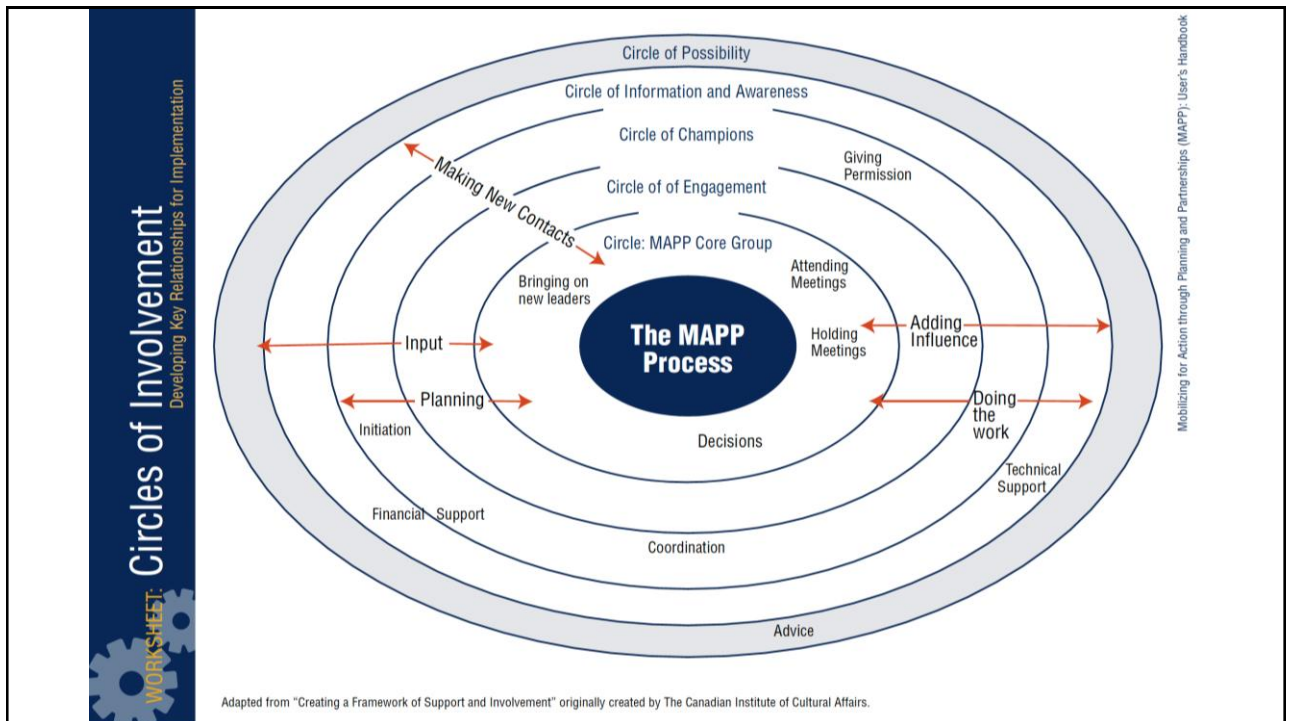 WORKSHEET: Circles of Involvement
Developing Key Relationships for Implementation
Circle of Possibility
Circle of Information and Awareness
Circle of Champions
Giving
Permission
Circle of of Engagement
Making New Contacts
Circle: MAPP Core Group
Bringing on
new leaders
Attending
Meetings
The MAPP
Process
Holding
Meetings
Adding
Influence
Input
Planning
Doing
the
work
Initiation
Decisions
Technical
Support
Financial Support
Coordination
Advice
Mobilizing for Action through Planning and Partnerships (MAPP): User's Handbook
Adapted from “Creating a Framework of Support and Involvement” originally created by The Canadian Institute of Cultural Affairs.